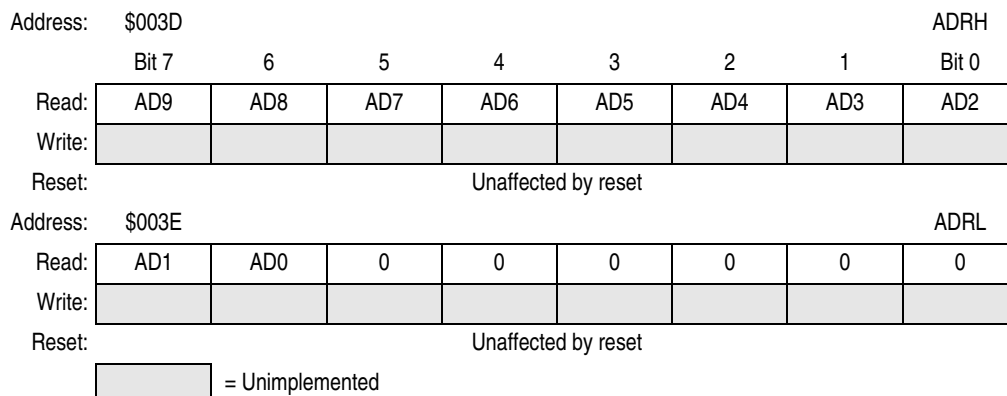 Address: $003D ADRH
Bit 7 6 5 4 3 2 1 Bit 0
Read: AD9 AD8 AD7 AD6 AD5 AD4 AD3 AD2
Write:
Reset: Unaffected by reset
Address: $003E ADRL
Read: AD1 AD0 0 0 0 0 0 0
Write:
Reset: Unaffected by reset
= Unimplemented